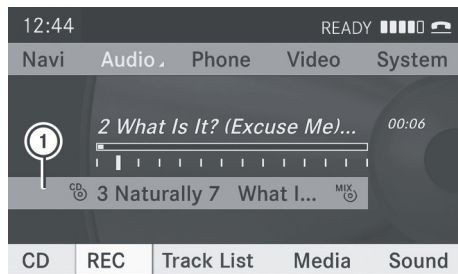 12:44 READY
Navi Audio Phone Video System
1
2 What Is It? (Excuse Me)... 00:06
CD 3 Naturally 7 What I... MIX
CD REC Track List Media Sound